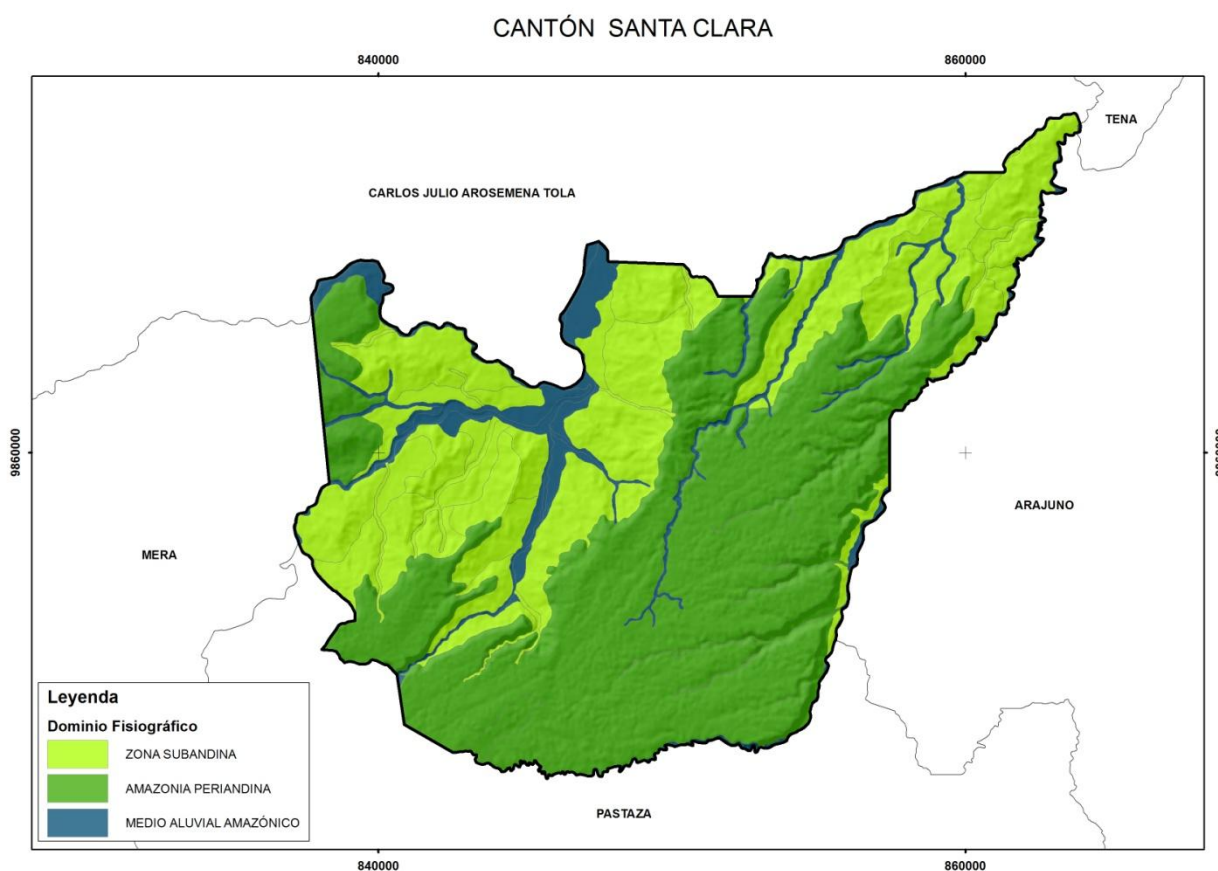 CANTÓN SANTA CLARA
840000
860000
TENA
CARLOS JULIO AROSEMENA TOLA
9860000
9860000
ARAJUNO
MERA
Leyenda
Dominio Fisiográfico
ZONA SUBANDINA
AMAZONIA PERIANDINA
MEDIO ALUVIAL AMAZÓNICO
PASTAZA
840000
860000